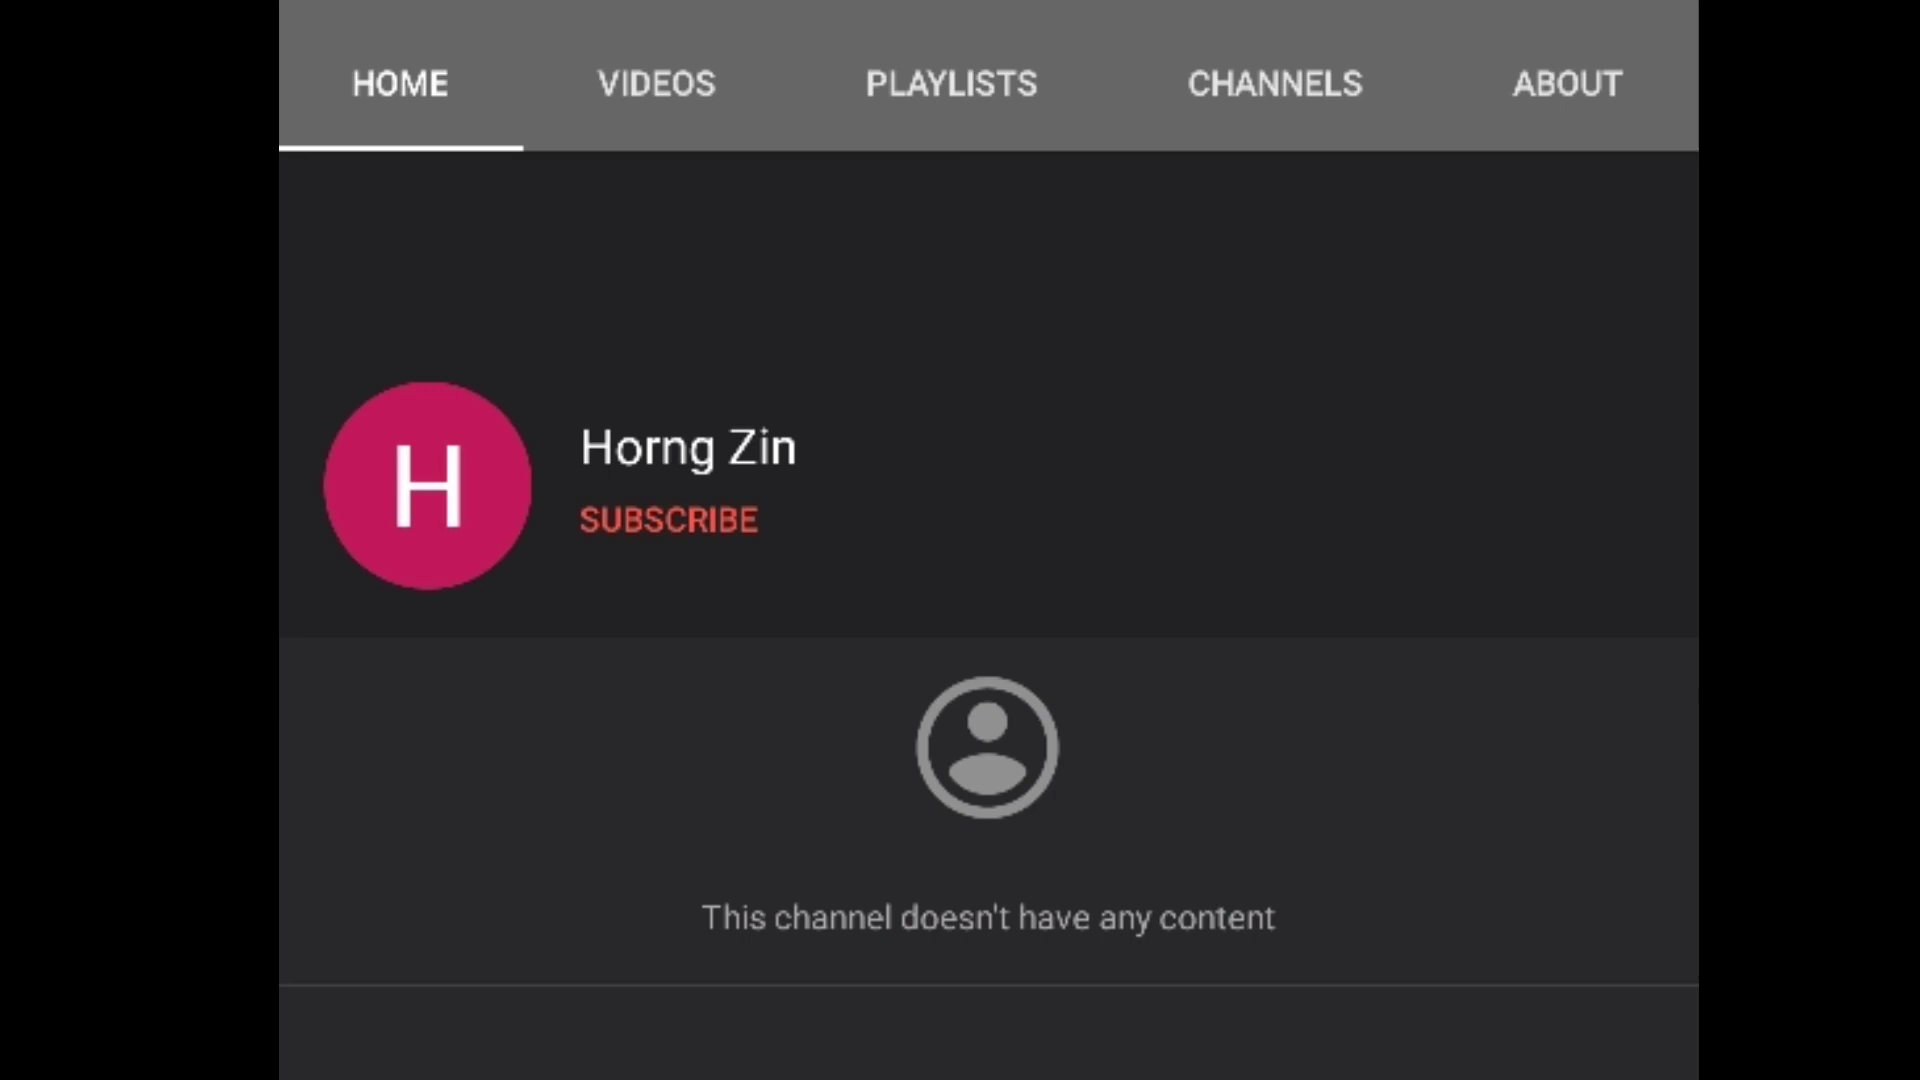 HOME VIDEOS PLAYLISTS CHANNELS ABOUT
H
Horng Zin
SUBSCRIBE
This channel doesn't have any content